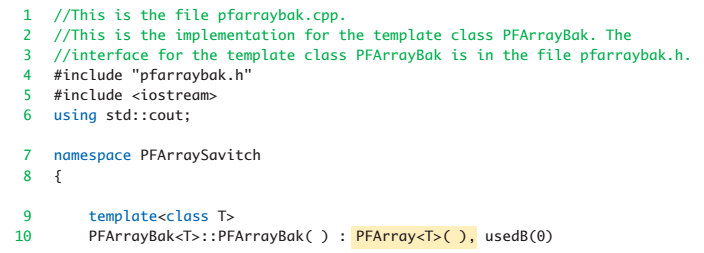 1 //This is the file pfarraybak.cpp.
2 //This is the implementation for the template class PFArrayBak. The
3 //interface for the template class PFArrayBak is in the file pfarraybak.h.
4 #include "pfarraybak.h"
5 #include <iostream>
6 using std::cout;
7 namespace PFArraySavitch
8 {
9 template<class T>
10 PFArrayBak<T>::PFArrayBak( ) : PFArray<T>( ), usedB(0)